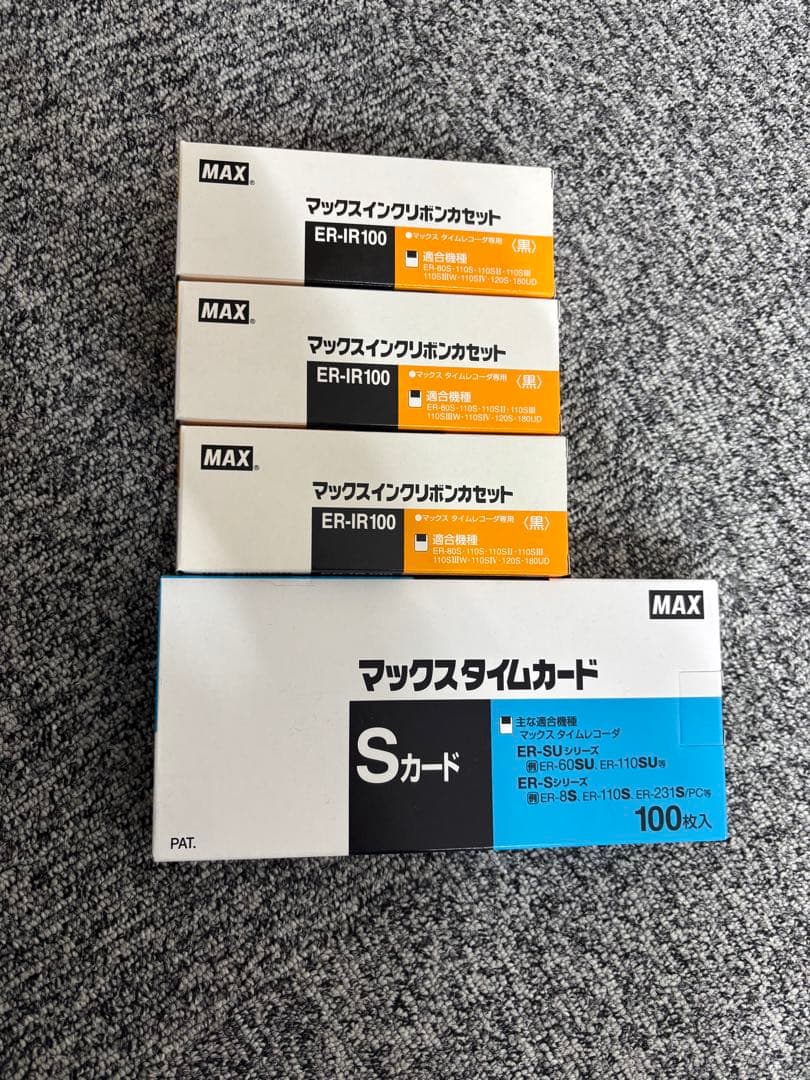 MAX®
マックスインクリボンカセット
ER-IR100
●マックス タイムレコーダ専用 〈黒〉
適合機種
ER-80S・110S・110SⅡ・110SⅢ
110SⅢW・110SⅣ・120S・180UD
MAX®
マックスインクリボンカセット
ER-IR100
●マックス タイムレコーダ専用 〈黒〉
適合機種
ER-80S・110S・110SⅡ・110SⅢ
110SⅢW・110SⅣ・120S・180UD
MAX®
マックスインクリボンカセット
ER-IR100
●マックス タイムレコーダ専用 〈黒〉
適合機種
ER-80S・110S・110SⅡ・110SⅢ
110SⅢW・110SⅣ・120S・180UD
MAX
マックスタイムカード
Sカード
主な適合機種
マックス タイムレコーダ
ER-SUシリーズ
例ER-60SU、ER-110SU等
ER-Sシリーズ
例ER-8S、ER-110S、ER-231S/PC等
100枚入
PAT.